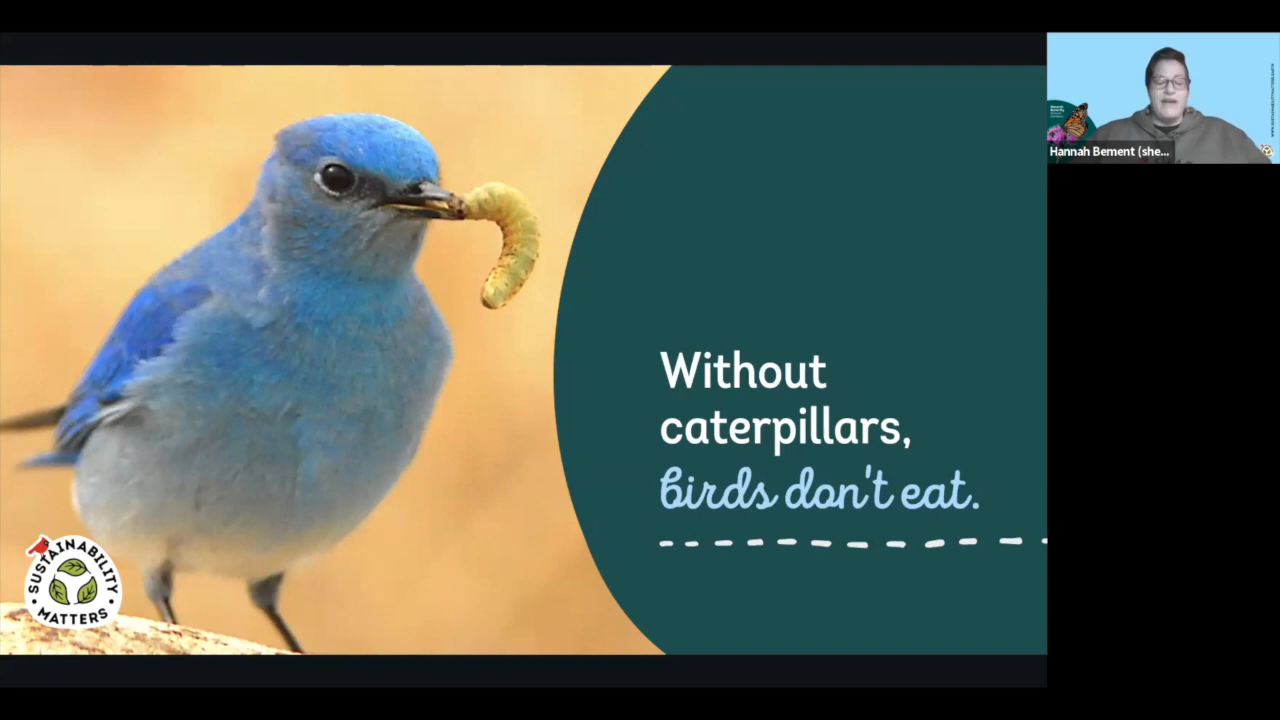 Without
caterpillars,
birds don't eat.
SUSTAINABILITY
MATTERS
Hannah Bement (she...